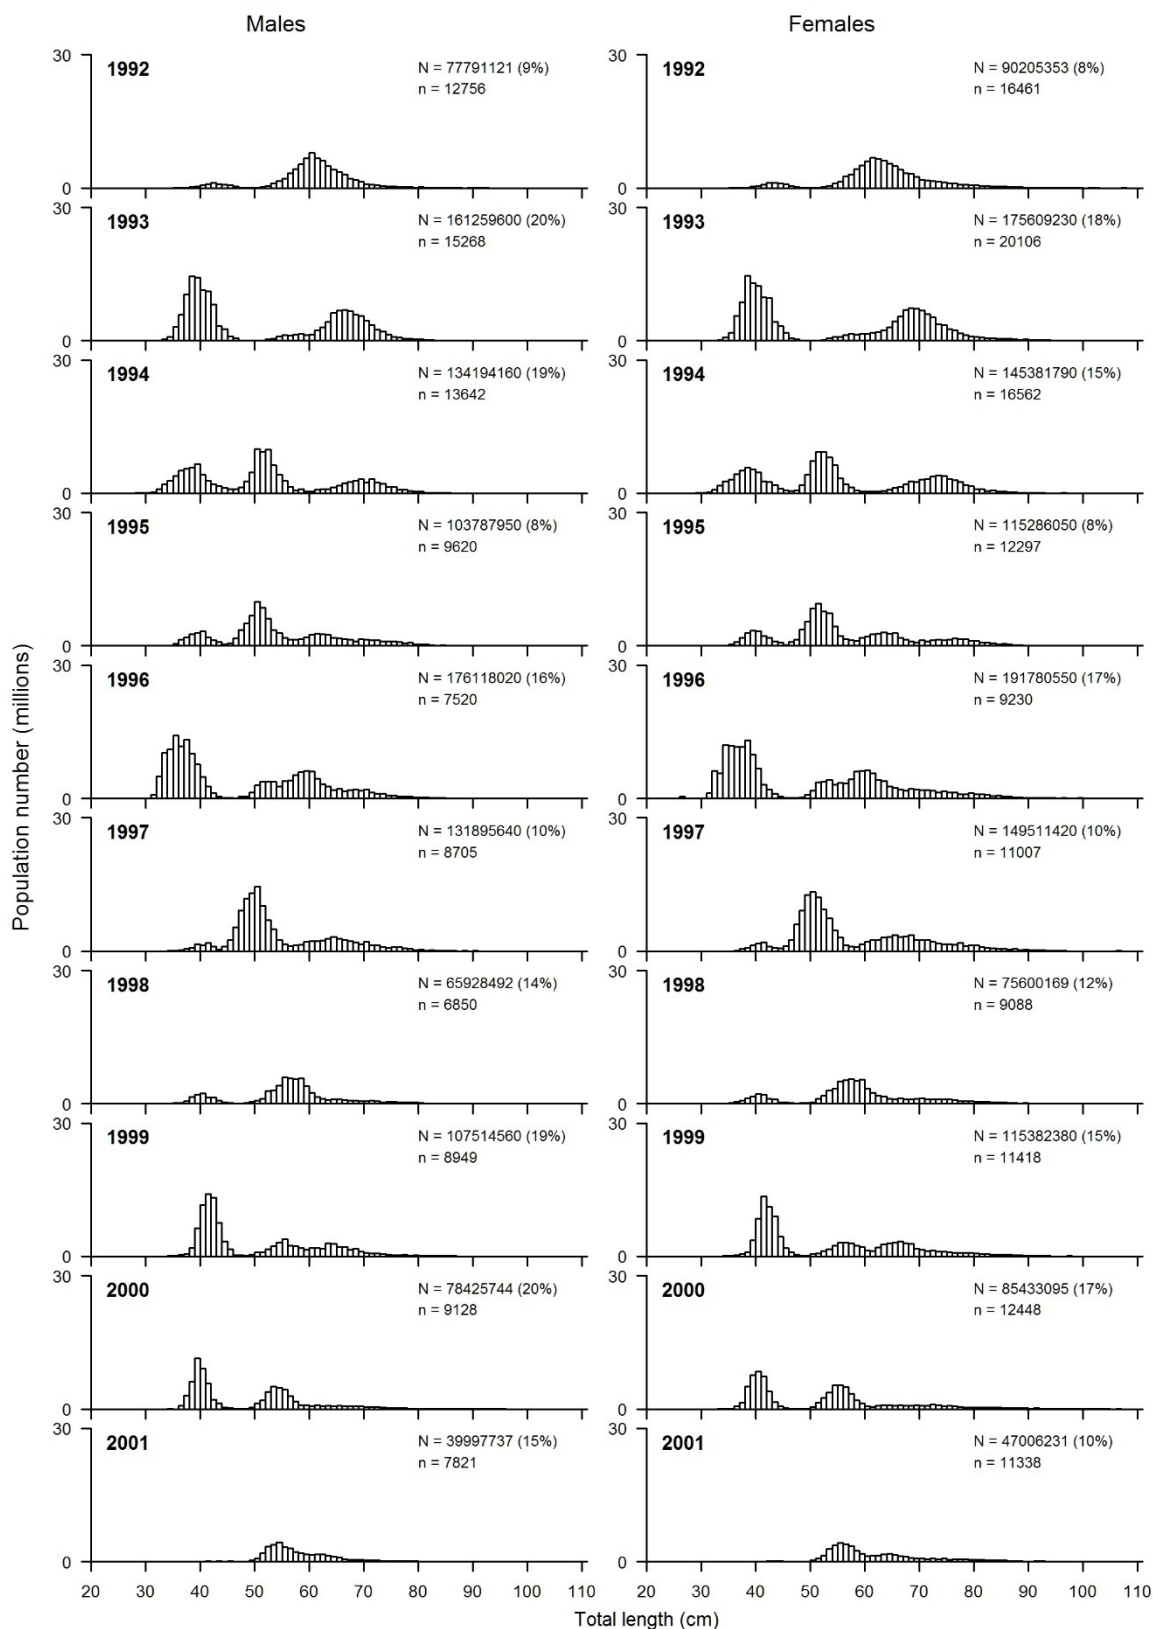 Males Females
30 30
1992 N = 77791121 (9%) 1992 N = 90205353 (8%)
n = 12756 n = 16461
0 0
30 30
1993 N = 161259600 (20%) 1993 N = 175609230 (18%)
n = 15268 n = 20106
0 0
30 30
1994 N = 134194160 (19%) 1994 N = 145381790 (15%)
n = 13642 n = 16562
0 0
30 30
1995 N = 103787950 (8%) 1995 N = 115286050 (8%)
n = 9620 n = 12297
0 0
30 30
1996 N = 176118020 (16%) 1996 N = 191780550 (17%)
n = 7520 n = 9230
0 0
30 30
1997 N = 131895640 (10%) 1997 N = 149511420 (10%)
n = 8705 n = 11007
0 0
30 30
1998 N = 65928492 (14%) 1998 N = 75600169 (12%)
n = 6850 n = 9088
0 0
30 30
1999 N = 107514560 (19%) 1999 N = 115382380 (15%)
n = 8949 n = 11418
0 0
30 30
2000 N = 78425744 (20%) 2000 N = 85433095 (17%)
n = 9128 n = 12448
0 0
30 30
2001 N = 39997737 (15%) 2001 N = 47006231 (10%)
n = 7821 n = 11338
0 0
20 30 40 50 60 70 80 90 100 110 20 30 40 50 60 70 80 90 100 110
Total length (cm)
Population number (millions)